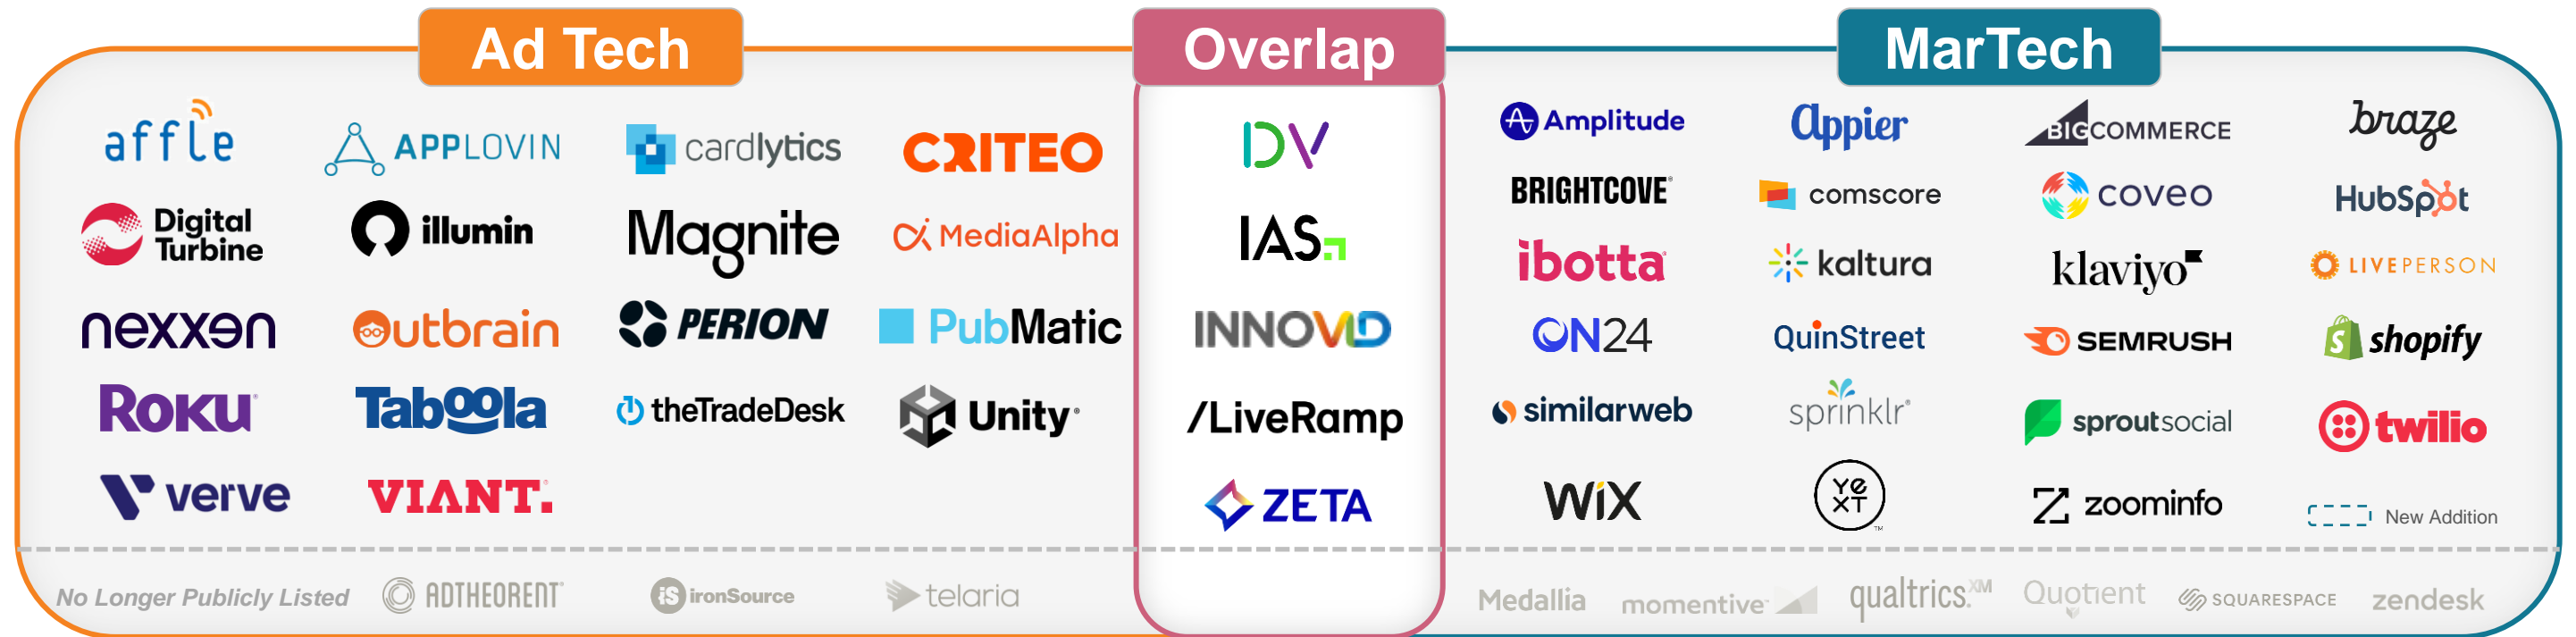 Ad Tech
Overlap
MarTech
affle
APPLOVIN
cardlytics
CRITEO
Digital
Turbine
illumin
Magnite
MediaAlpha
nexxen
Outbrain
PERION
PubMatic
ROKU
Taboola
theTradeDesk
Unity
verve
VIANT.
DV
IAS
INNOVID
/LiveRamp
ZETA
Amplitude
appier
BIGCOMMERCE
braze
BRIGHTCOVE
comscore
coveo
HubSpot
ibotta
kaltura
klaviyo
LIVEPERSON
ON24
QuinStreet
SEMRUSH
shopify
similarweb
sprinklr
sproutsocial
twilio
WiX
YEXT
zoominfo
New Addition
No Longer Publicly Listed
ADTHEORENT
iS ironSource
telaria
Medallia
momentive
qualtrics.XM
Quotient
SQUARESPACE
zendesk